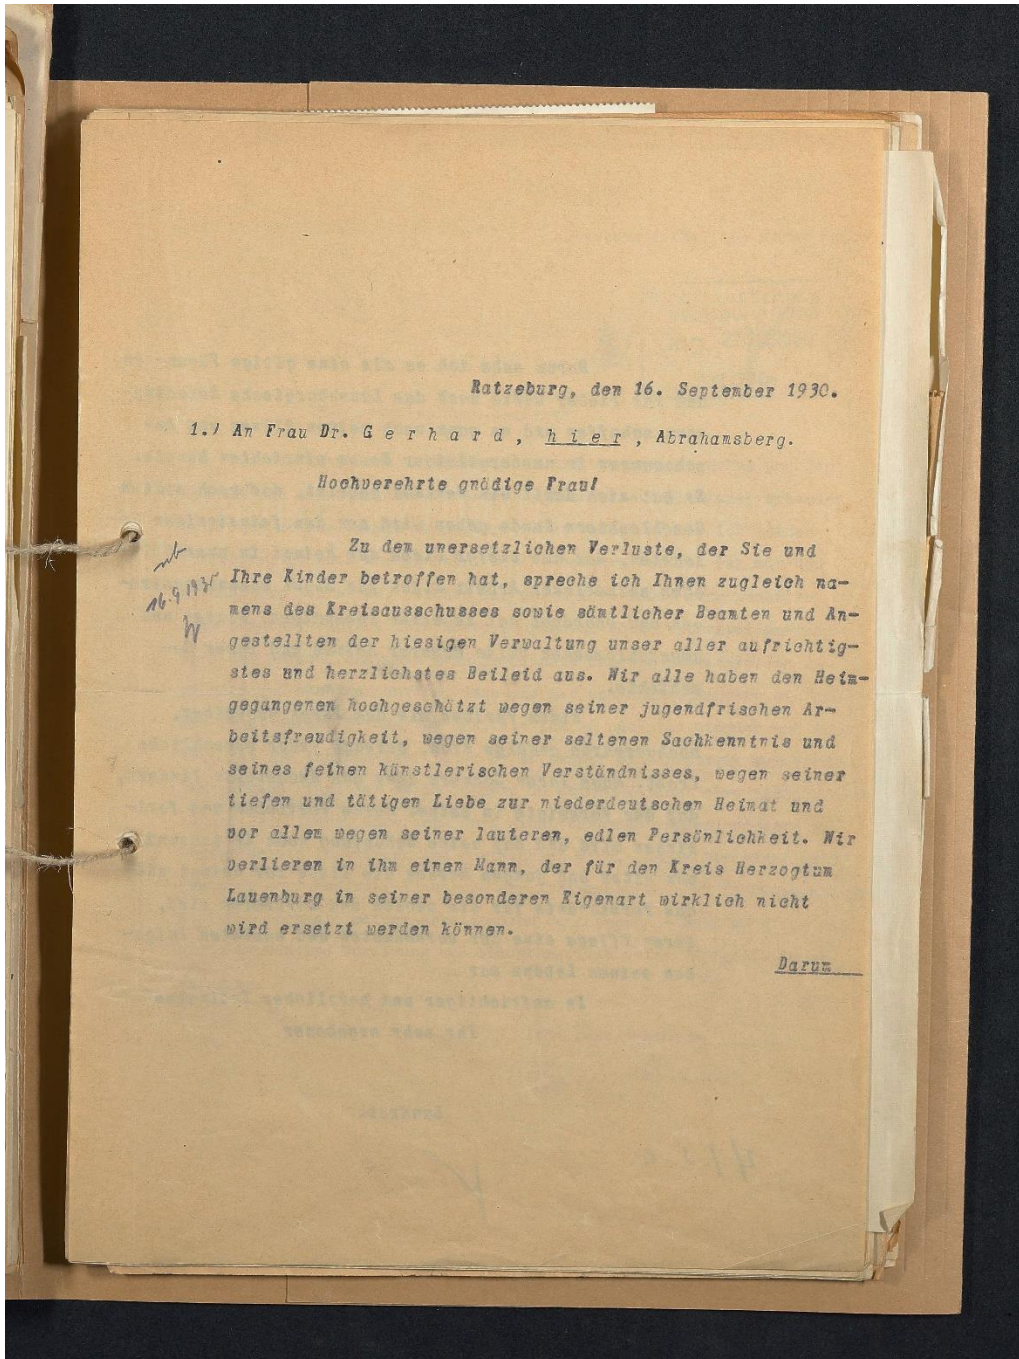 Ratzeburg, den 16. September 1930.
1.) An Frau Dr. G e r h a r d , h i e r , Abrahamsberg.
Hochverehrte gnädige Frau!
Zu dem unersetzlichen Verluste, der Sie und
Ihre Kinder betroffen hat, spreche ich Ihnen zugleich na-
mens des Kreisausschusses sowie sämtlicher Beamten und An-
gestellten der hiesigen Verwaltung unser aller aufrichtig-
stes und herzlichstes Beileid aus. Wir alle haben den Heim-
gegangenen hochgeschätzt wegen seiner jugendfrischen Ar-
beitsfreudigkeit, wegen seiner seltenen Sachkenntnis und
seines feinen künstlerischen Verständnisses, wegen seiner
tiefen und tätigen Liebe zur niederdeutschen Heimat und
vor allem wegen seiner lauteren, edlen Persönlichkeit. Wir
verlieren in ihm einen Mann, der für den Kreis Herzogtum
Lauenburg in seiner besonderen Eigenart wirklich nicht
wird ersetzt werden können.
Darum
16.9.